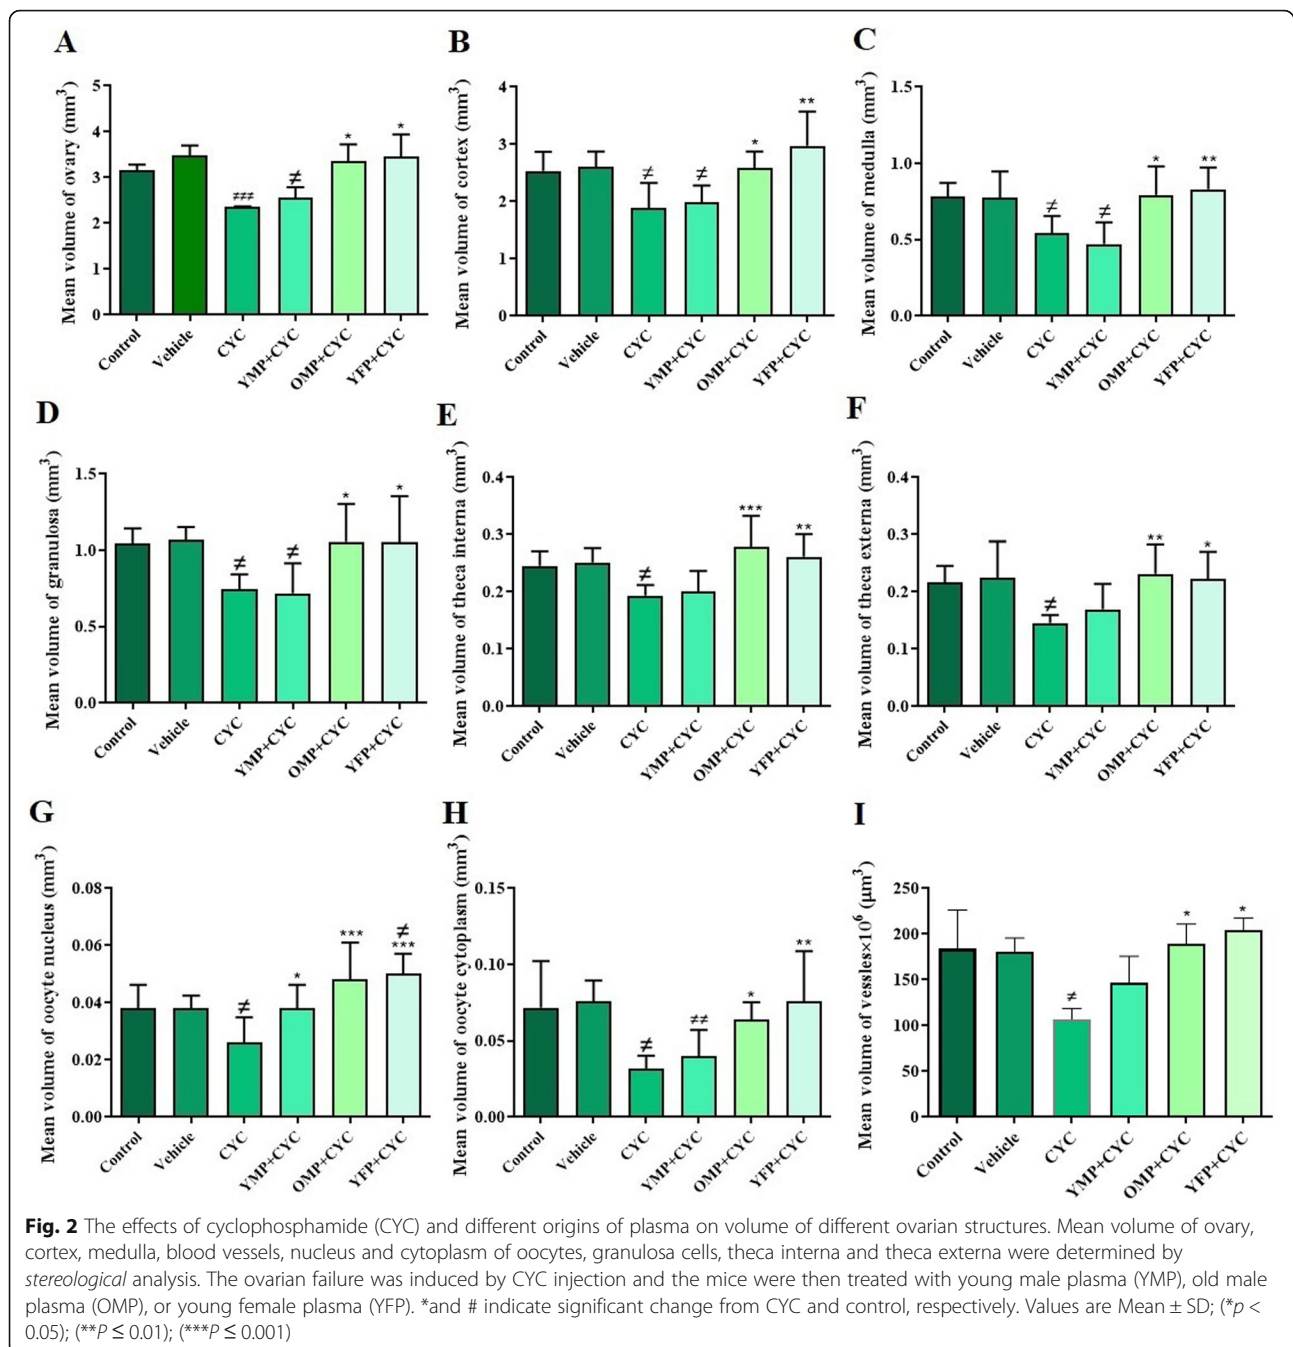 A
Mean volume of ovary (mm³)
5
4
3
2
1
0
≠≠≠
≠
*
*
Control
Vehicle
CYC
YMP+CYC
OMP+CYC
YFP+CYC
B
Mean volume of cortex (mm³)
4
3
2
1
0
≠
≠
*
**
Control
Vehicle
CYC
YMP+CYC
OMP+CYC
YFP+CYC
C
Mean volume of medulla (mm³)
1.5
1.0
0.5
0.0
≠
≠
*
**
Control
Vehicle
CYC
YMP+CYC
OMP+CYC
YFP+CYC
D
Mean volume of granulosa (mm³)
1.5
1.0
0.5
0.0
≠
≠
*
*
Control
Vehicle
CYC
YMP+CYC
OMP+CYC
YFP+CYC
E
Mean volume of theca interna (mm³)
0.4
0.3
0.2
0.1
0.0
≠
***
**
Control
Vehicle
CYC
YMP+CYC
OMP+CYC
YFP+CYC
F
Mean volume of theca externa (mm³)
0.4
0.3
0.2
0.1
0.0
≠
**
*
Control
Vehicle
CYC
YMP+CYC
OMP+CYC
YFP+CYC
G
Mean volume of oocyte nucleus (mm³)
0.08
0.06
0.04
0.02
0.00
≠
*
***
≠
***
Control
Vehicle
CYC
YMP+CYC
OMP+CYC
YFP+CYC
H
Mean volume of oocyte cytoplasm (mm³)
0.15
0.10
0.05
0.00
≠
≠≠
*
**
Control
Vehicle
CYC
YMP+CYC
OMP+CYC
YFP+CYC
I
Mean volume of vessles×10⁶ (µm³)
250
200
150
100
50
0
≠
*
*
Control
Vehicle
CYC
YMP+CYC
OMP+CYC
YFP+CYC
Fig. 2 The effects of cyclophosphamide (CYC) and different origins of plasma on volume of different ovarian structures. Mean volume of ovary,
cortex, medulla, blood vessels, nucleus and cytoplasm of oocytes, granulosa cells, theca interna and theca externa were determined by
stereological analysis. The ovarian failure was induced by CYC injection and the mice were then treated with young male plasma (YMP), old male
plasma (OMP), or young female plasma (YFP). *and # indicate significant change from CYC and control, respectively. Values are Mean ± SD; (*p <
0.05); (**P ≤ 0.01); (***P ≤ 0.001)